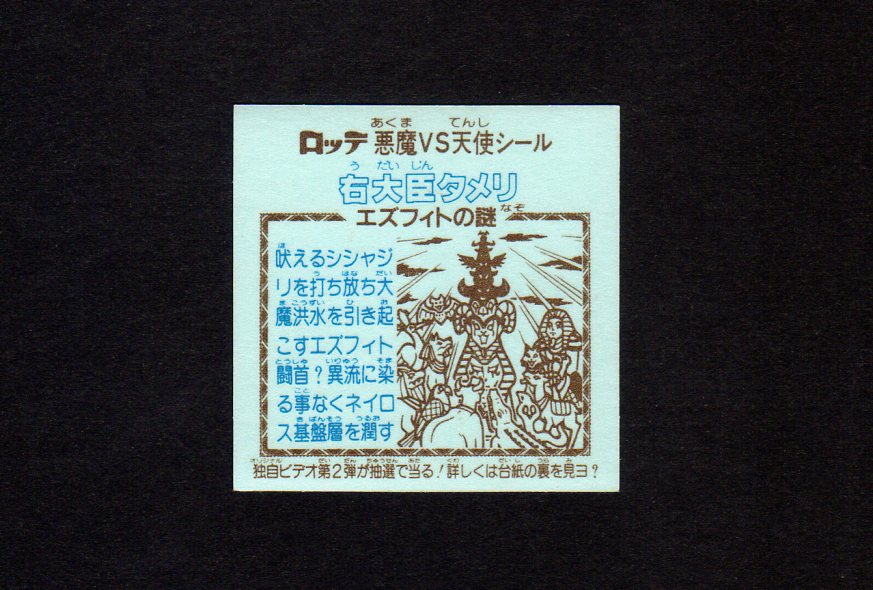 ロッテ 悪魔VS天使シール
右大臣タメリ
エズフィトの謎
吠えるシシャジ
リを打ち放ち大
魔洪水を引き起
こすエズフィト
闘首?異流に染
る事なくネイロ
ス基盤層を潤す
独自ビデオ第2弾が抽選で当る!詳しくは台紙の裏を見ヨ?